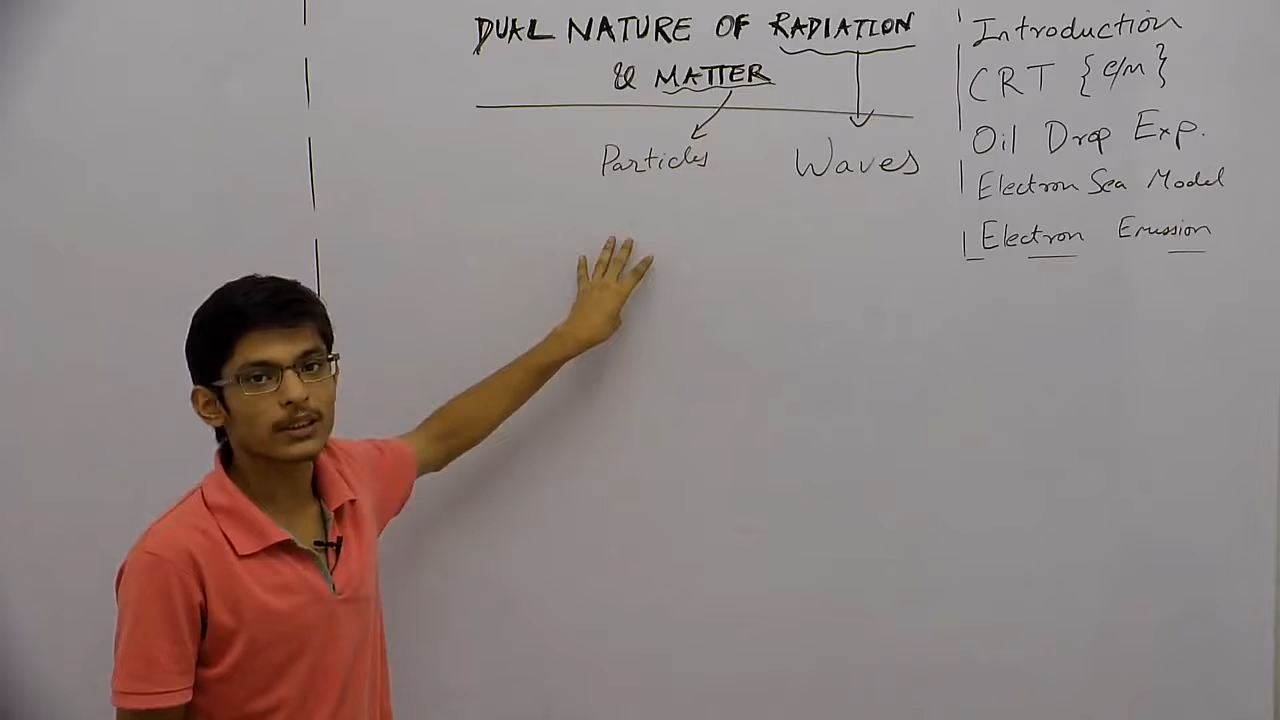 DUAL NATURE OF RADIATION
& MATTER
Particles Waves
Introduction
CRT {e/m}
Oil Drop Exp.
Electron Sea Model
Electron Emission